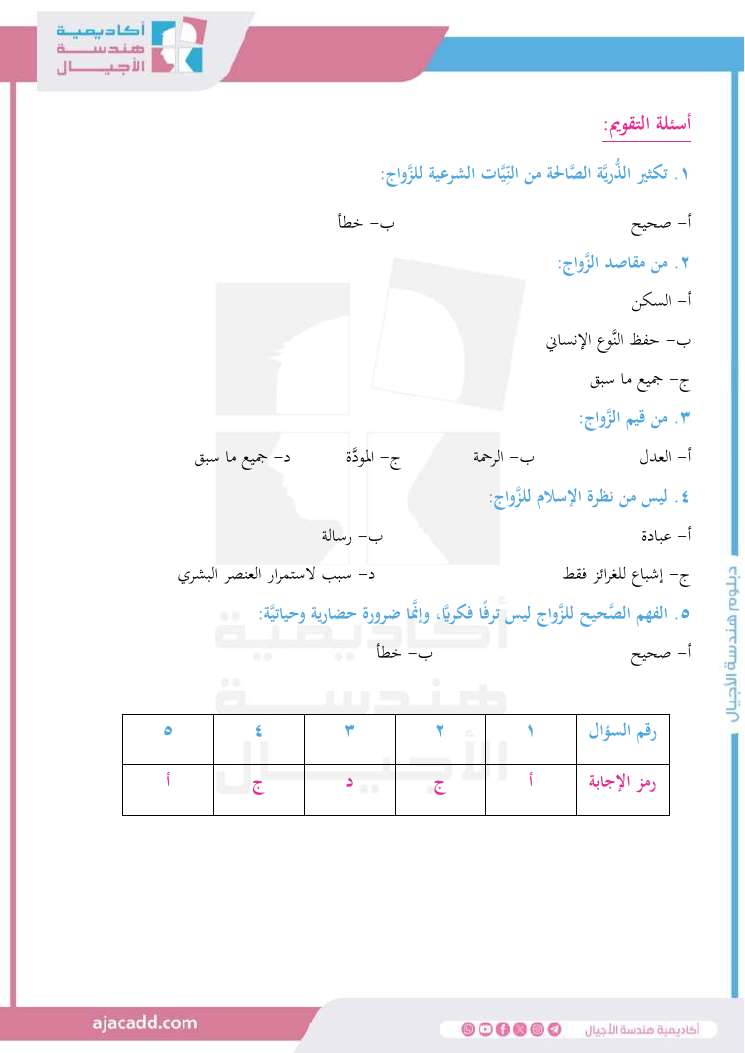 أكاديمية
هندسة
الأجيال
أسئلة التقويم:
١. تكثير الذُّريَّة الصَّالحة من النِّيَّات الشرعية للزَّواج:
أ- صحيح ب- خطأ
٢. من مقاصد الزَّواج:
أ- السكن
ب- حفظ النَّوع الإنساني
ج- جميع ما سبق
٣. من قيم الزَّواج:
أ- العدل ب- الرحمة ج- المودَّة د- جميع ما سبق
٤. ليس من نظرة الإسلام للزَّواج:
أ- عبادة ب- رسالة
ج- إشباع للغرائز فقط د- سبب لاستمرار العنصر البشري
٥. الفهم الصَّحيح للزَّواج ليس ترفًا فكريًّا، وإنَّما ضرورة حضارية وحياتيَّة:
أ- صحيح ب- خطأ
رقم السؤال ١ ٢ ٣ ٤ ٥
رمز الإجابة أ ج د ج أ
أكاديمية
هندسة
الأجيال
دبلوم هندسة الأجيال
أكاديمية هندسة الأجيال
ajacadd.com